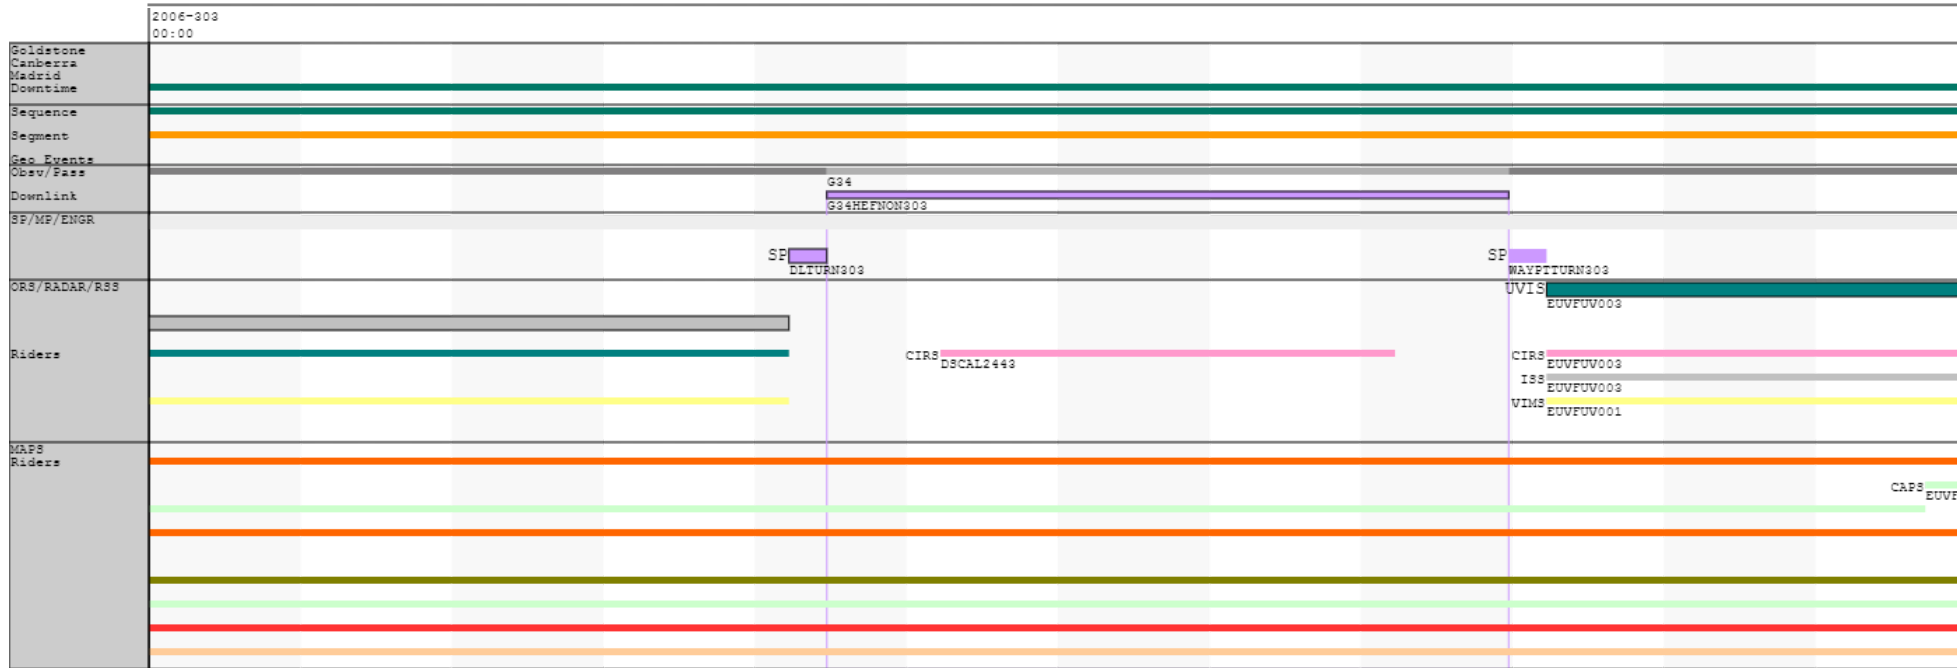 2006-303
00:00
Goldstone
Canberra
Madrid
Downtime
Sequence
Segment
Geo Events
Obsv/Pass
G34
Downlink
G34HEFNON303
SP/MP/ENGR
SP
DLTURN303
SP
WAYPTTURN303
ORS/RADAR/RSS
UVIS
EUVFUV003
Riders
CIRS
DSCAL2443
CIRS
EUVFUV003
ISS
EUVFUV003
VIMS
EUVFUV001
MAPS
Riders
CAPS
EUVF